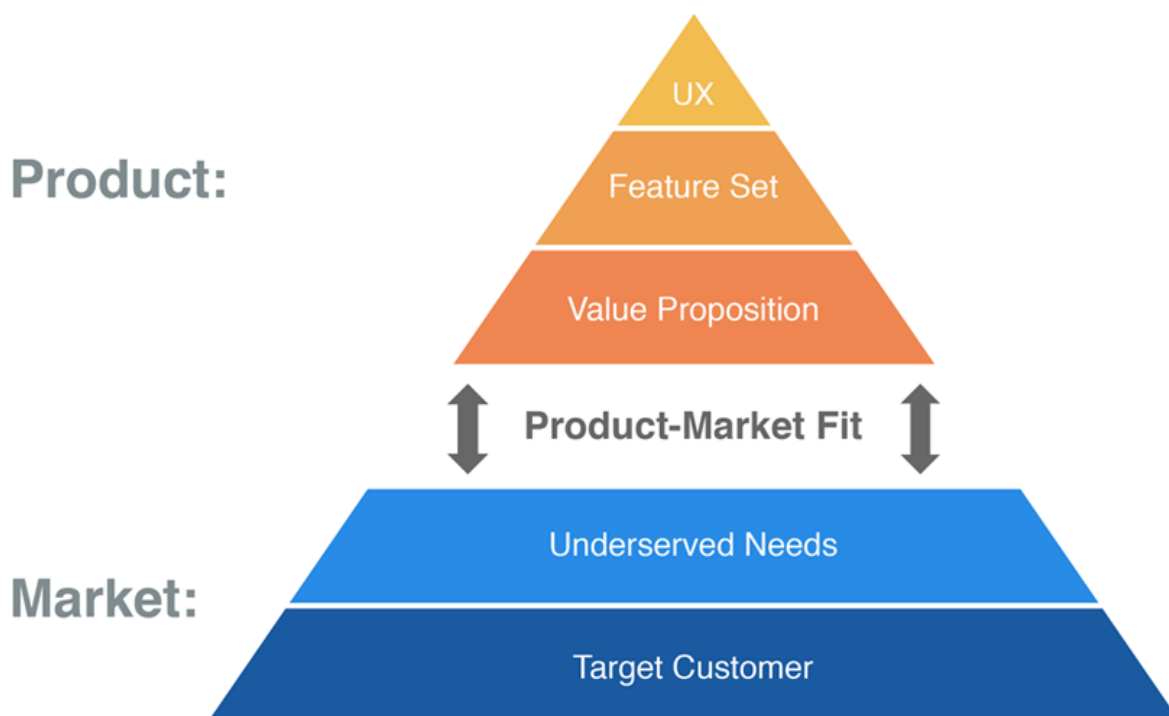 UX
Product:
Feature Set
Value Proposition
Product-Market Fit
Underserved Needs
Market:
Target Customer